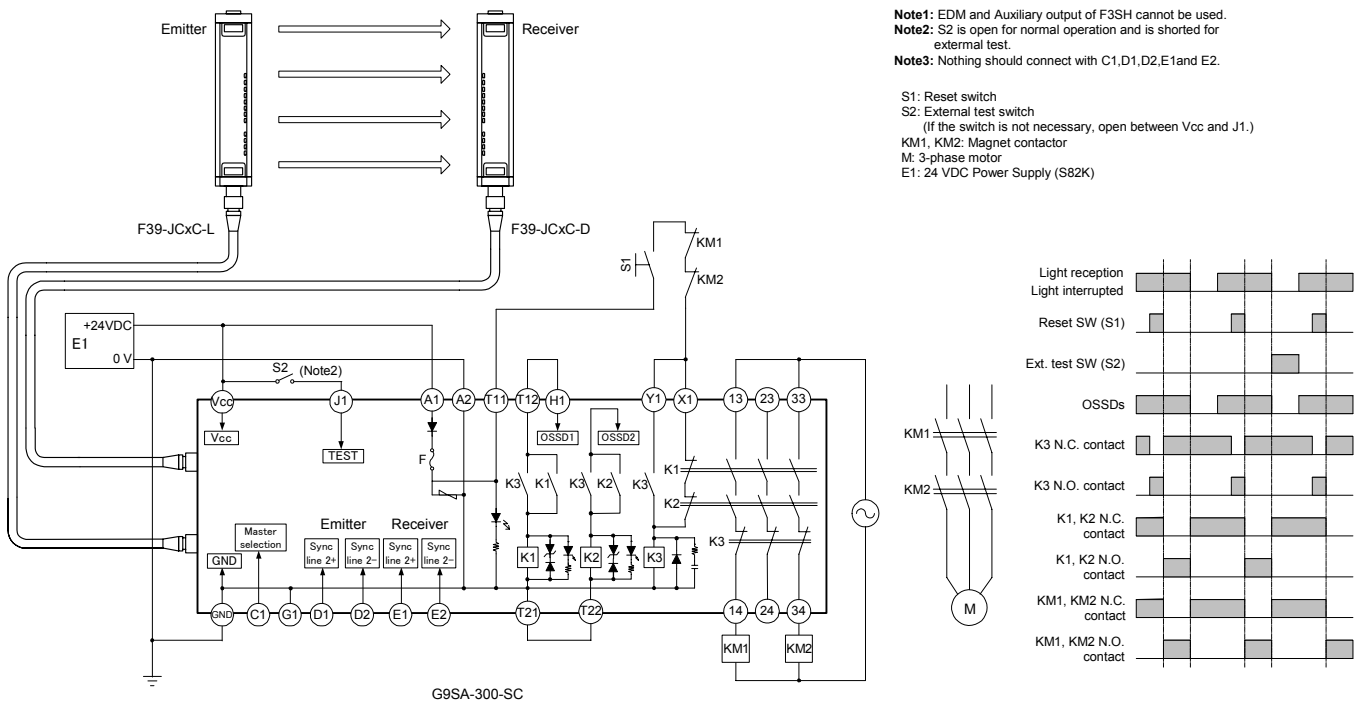 Emitter
Receiver
F39-JCxC-L
F39-JCxC-D
Note1: EDM and Auxiliary output of F3SH cannot be used.
Note2: S2 is open for normal operation and is shorted for
external test.
Note3: Nothing should connect with C1,D1,D2,E1and E2.
S1: Reset switch
S2: External test switch
(If the switch is not necessary, open between Vcc and J1.)
KM1, KM2: Magnet contactor
M: 3-phase motor
E1: 24 VDC Power Supply (S82K)
S1
KM1
KM2
+24VDC
E1
0 V
S2 (Note2)
Vcc J1 A1 A2 T11 T12 H1 Y1 X1 13 23 33
Vcc
TEST
OSSD1
OSSD2
F
K3 K1 K3 K2 K3
K1
K2
K3
Emitter Receiver
Master
selection
Sync
line 2+
Sync
line 2-
Sync
line 2+
Sync
line 2-
GND
K1 K2 K3
GND C1 G1 D1 D2 E1 E2 T21 T22 14 24 34
KM1 KM2
G9SA-300-SC
KM1
KM2
M
Light reception
Light interrupted
Reset SW (S1)
Ext. test SW (S2)
OSSDs
K3 N.C. contact
K3 N.O. contact
K1, K2 N.C.
contact
K1, K2 N.O.
contact
KM1, KM2 N.C.
contact
KM1, KM2 N.O.
contact